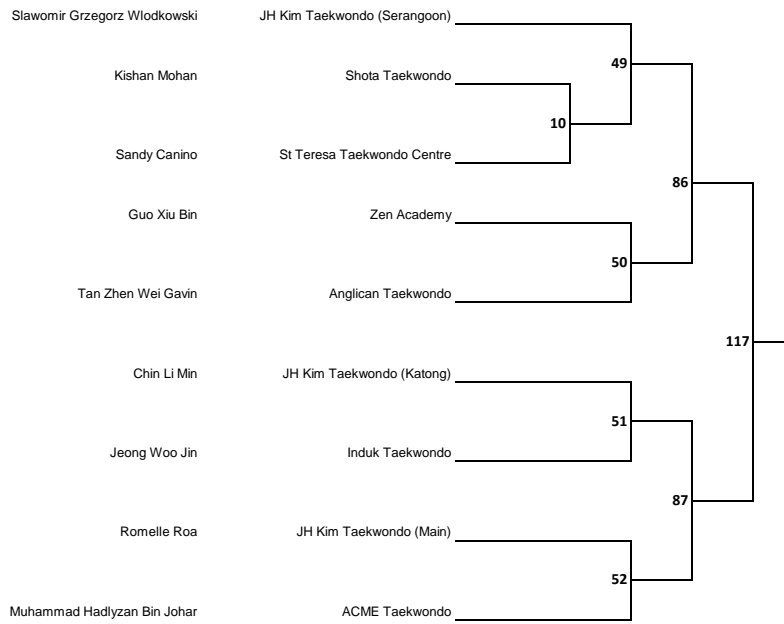 Slawomir Grzegorz Wlodkowski JH Kim Taekwondo (Serangoon)
49
Kishan Mohan Shota Taekwondo
10
Sandy Canino St Teresa Taekwondo Centre
86
Guo Xiu Bin Zen Academy
50
Tan Zhen Wei Gavin Anglican Taekwondo
117
Chin Li Min JH Kim Taekwondo (Katong)
51
Jeong Woo Jin Induk Taekwondo
87
Romelle Roa JH Kim Taekwondo (Main)
52
Muhammad Hadlyzan Bin Johar ACME Taekwondo